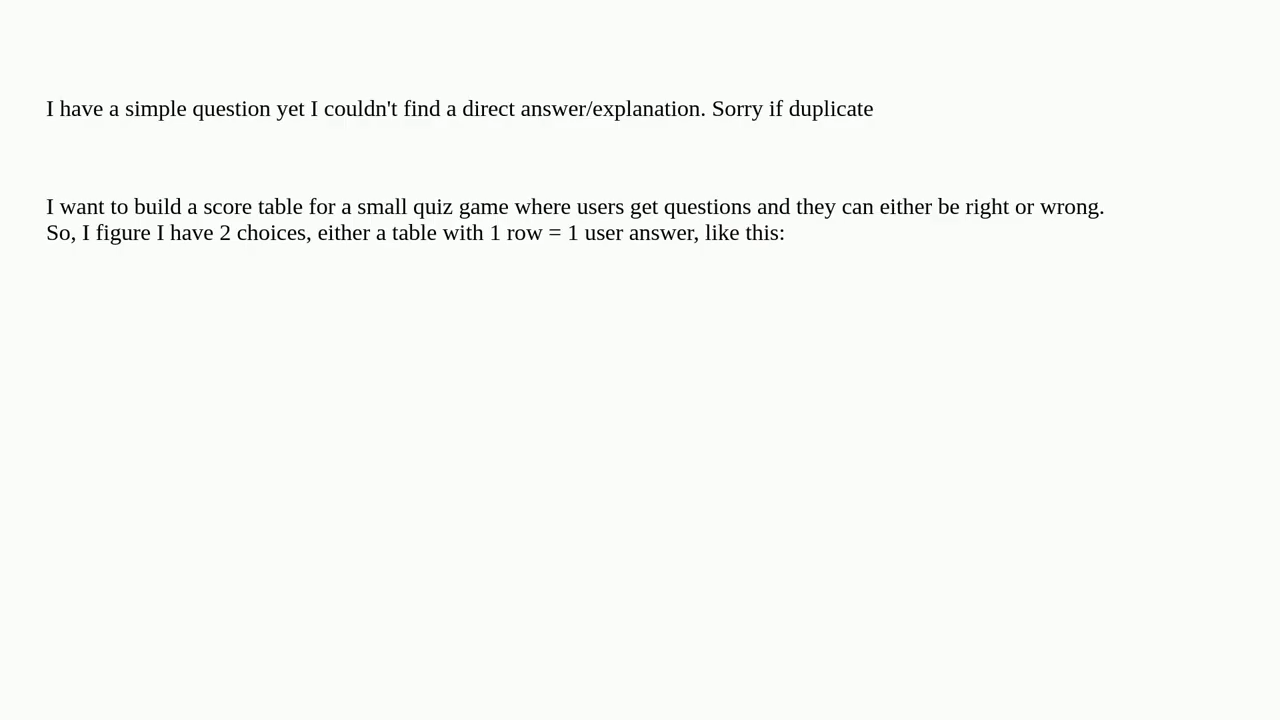 I have a simple question yet I couldn't find a direct answer/explanation. Sorry if duplicate
I want to build a score table for a small quiz game where users get questions and they can either be right or wrong.
So, I figure I have 2 choices, either a table with 1 row = 1 user answer, like this: